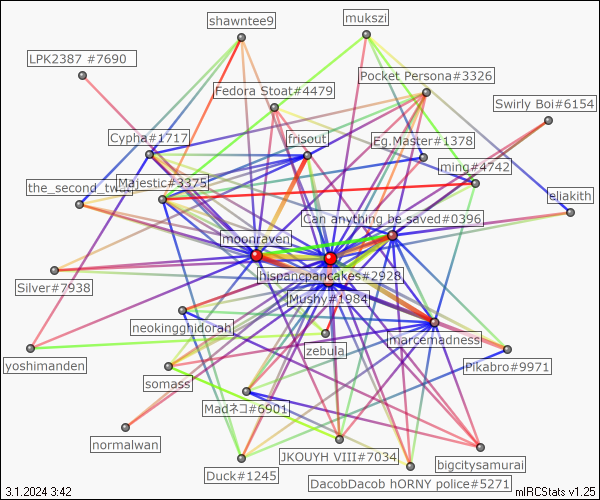 shawntee9
mukszi
LPK2387 #7690
Pocket Persona#3326
Fedora Stoat#4479
Swirly Boi#6154
Cypha#1717
frisout
Eg.Master#1378
ming#4742
the_second_tw
Majestic#3375
eliakith
Can anything be saved#0396
moonraven
hispancpancakes#2928
Silver#7938
Mushy#1984
neokingghidorah
marcemadness
zebula
yoshimanden
Pikabro#9971
somass
Madネコ#6901
normalwan
JKOUYH VIII#7034
bigcitysamurai
Duck#1245
DacobDacob hORNY police#5271
3.1.2024 3:42
mIRCStats v1.25